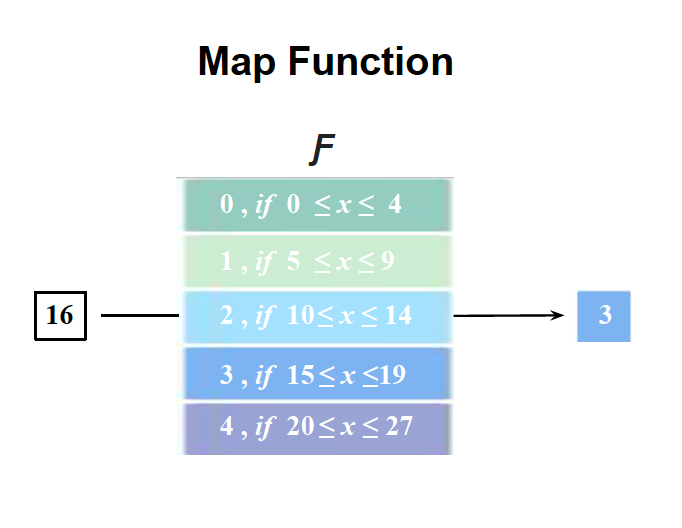 Map Function
F
0 , if 0 ≤ x ≤ 4
1 , if 5 ≤ x ≤ 9
16
2 , if 10 ≤ x ≤ 14
3
3 , if 15 ≤ x ≤19
4 , if 20 ≤ x ≤ 27